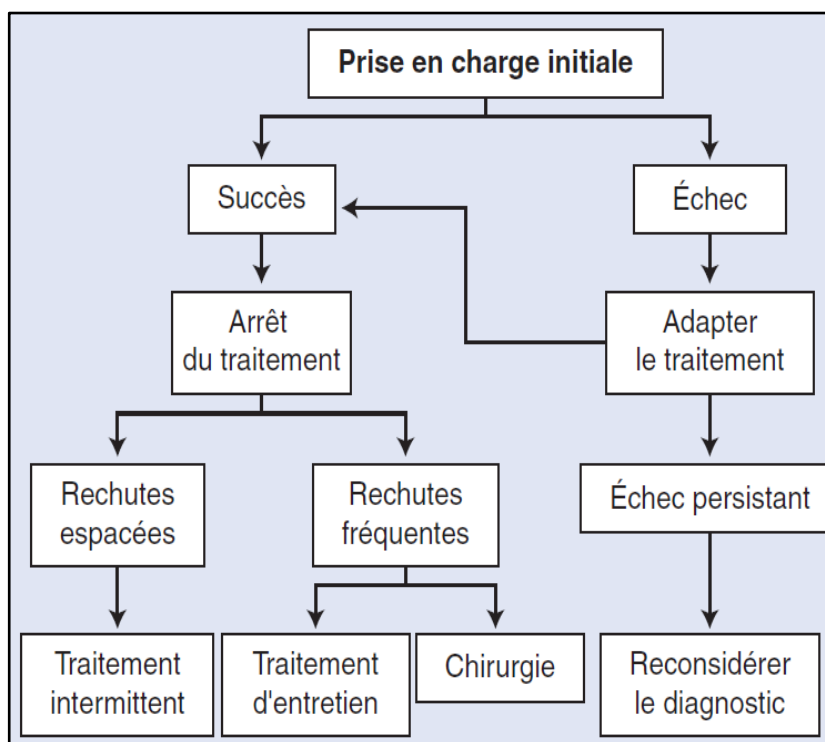 Prise en charge initiale
Succès
Échec
Arrêt
du traitement
Adapter
le traitement
Rechutes
espacées
Rechutes
fréquentes
Échec persistant
Traitement
intermittent
Traitement
d'entretien
Chirurgie
Reconsidérer
le diagnostic